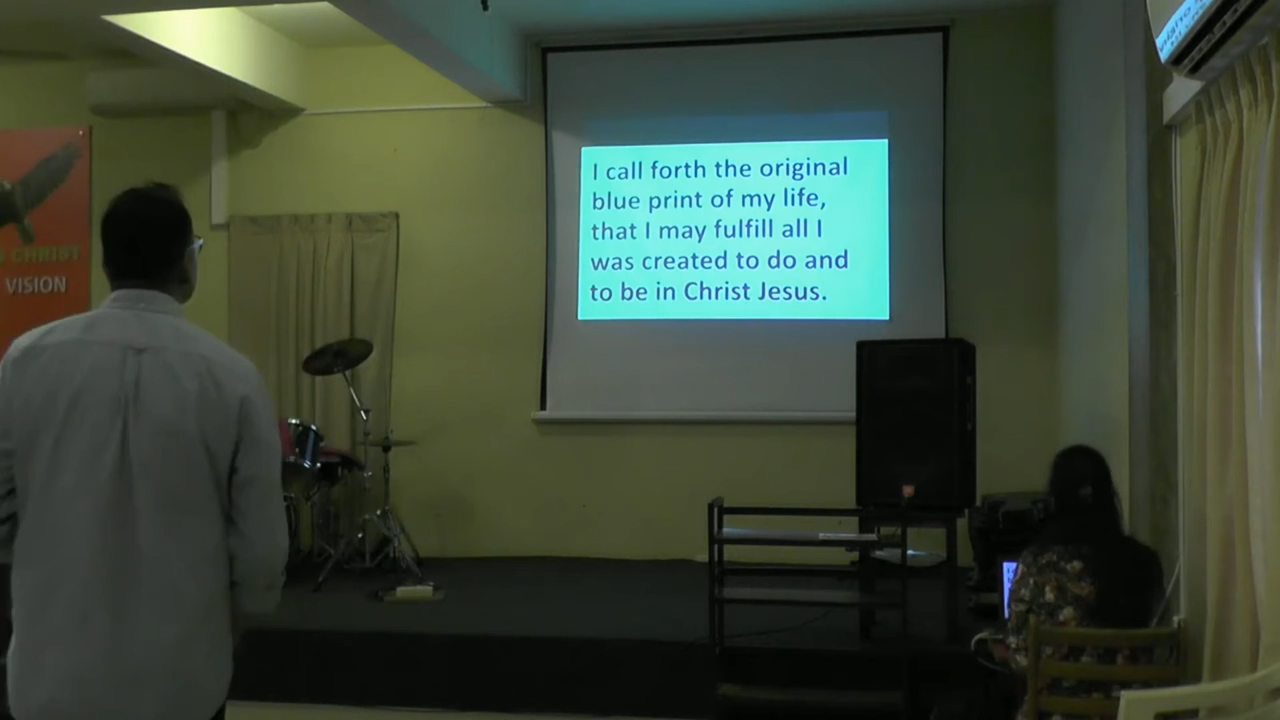 CHRIST
VISION
I call forth the original
blue print of my life,
that I may fulfill all I
was created to do and
to be in Christ Jesus.